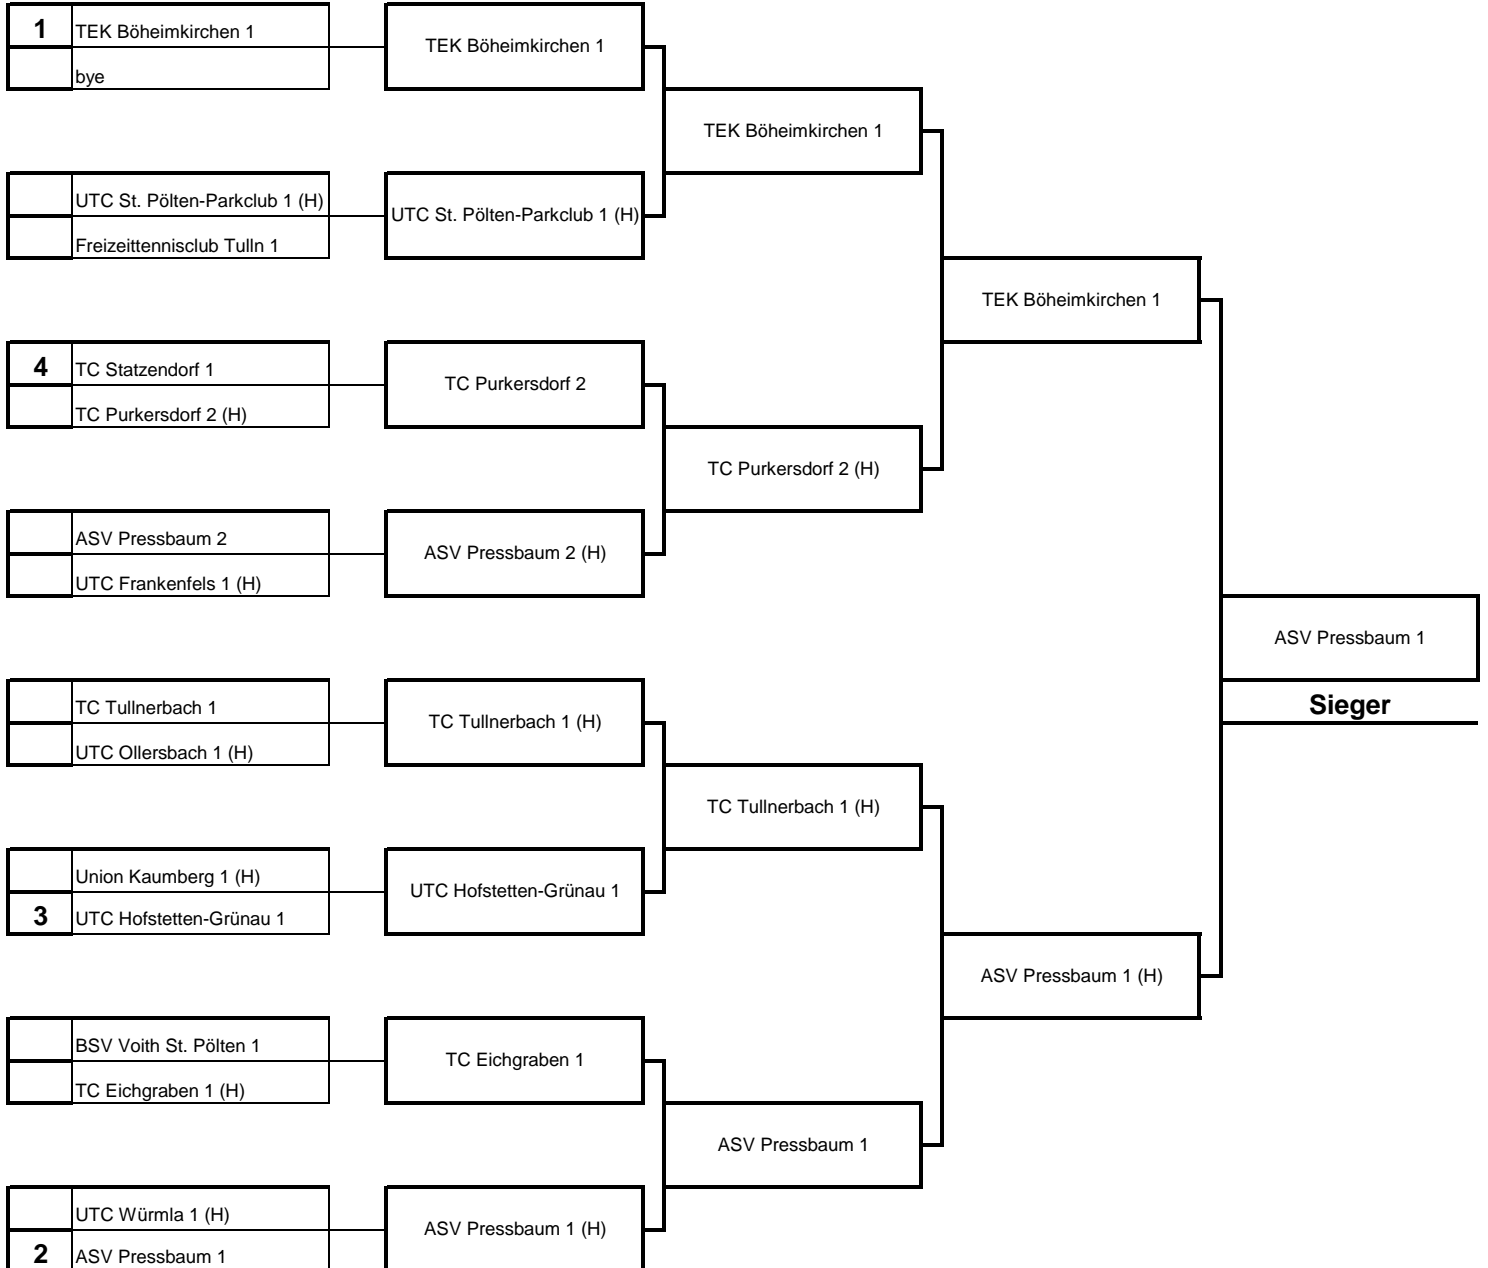 1 TEK Böheimkirchen 1
bye
UTC St. Pölten-Parkclub 1 (H)
Freizeittennisclub Tulln 1
4 TC Statzendorf 1
TC Purkersdorf 2 (H)
ASV Pressbaum 2
UTC Frankenfels 1 (H)
TC Tullnerbach 1
UTC Ollersbach 1 (H)
Union Kaumberg 1 (H)
3 UTC Hofstetten-Grünau 1
BSV Voith St. Pölten 1
TC Eichgraben 1 (H)
UTC Würmla 1 (H)
2 ASV Pressbaum 1
TEK Böheimkirchen 1
UTC St. Pölten-Parkclub 1 (H)
TC Purkersdorf 2
ASV Pressbaum 2 (H)
TC Tullnerbach 1 (H)
UTC Hofstetten-Grünau 1
TC Eichgraben 1
ASV Pressbaum 1 (H)
TEK Böheimkirchen 1
TC Purkersdorf 2 (H)
TC Tullnerbach 1 (H)
ASV Pressbaum 1
TEK Böheimkirchen 1
ASV Pressbaum 1 (H)
ASV Pressbaum 1
Sieger